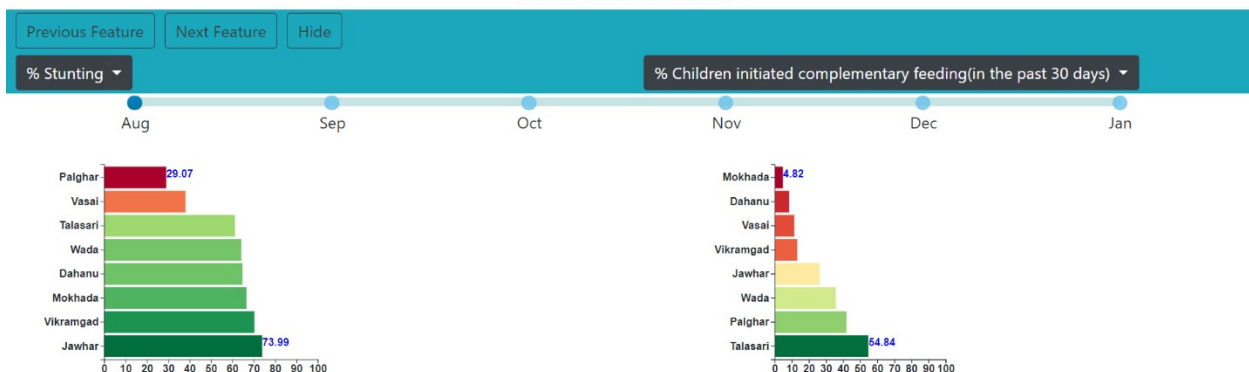 Previous Feature Next Feature Hide
% Stunting % Children initiated complementary feeding(in the past 30 days)
Aug Sep Oct Nov Dec Jan
Palghar 29.07
Vasai
Talasari
Wada
Dahanu
Mokhada
Vikramgad
Jawhar 73.99
0 10 20 30 40 50 60 70 80 90 100
Mokhada 4.82
Dahanu
Vasai
Vikramgad
Jawhar
Wada
Palghar
Talasari 54.84
0 10 20 30 40 50 60 70 80 90 100